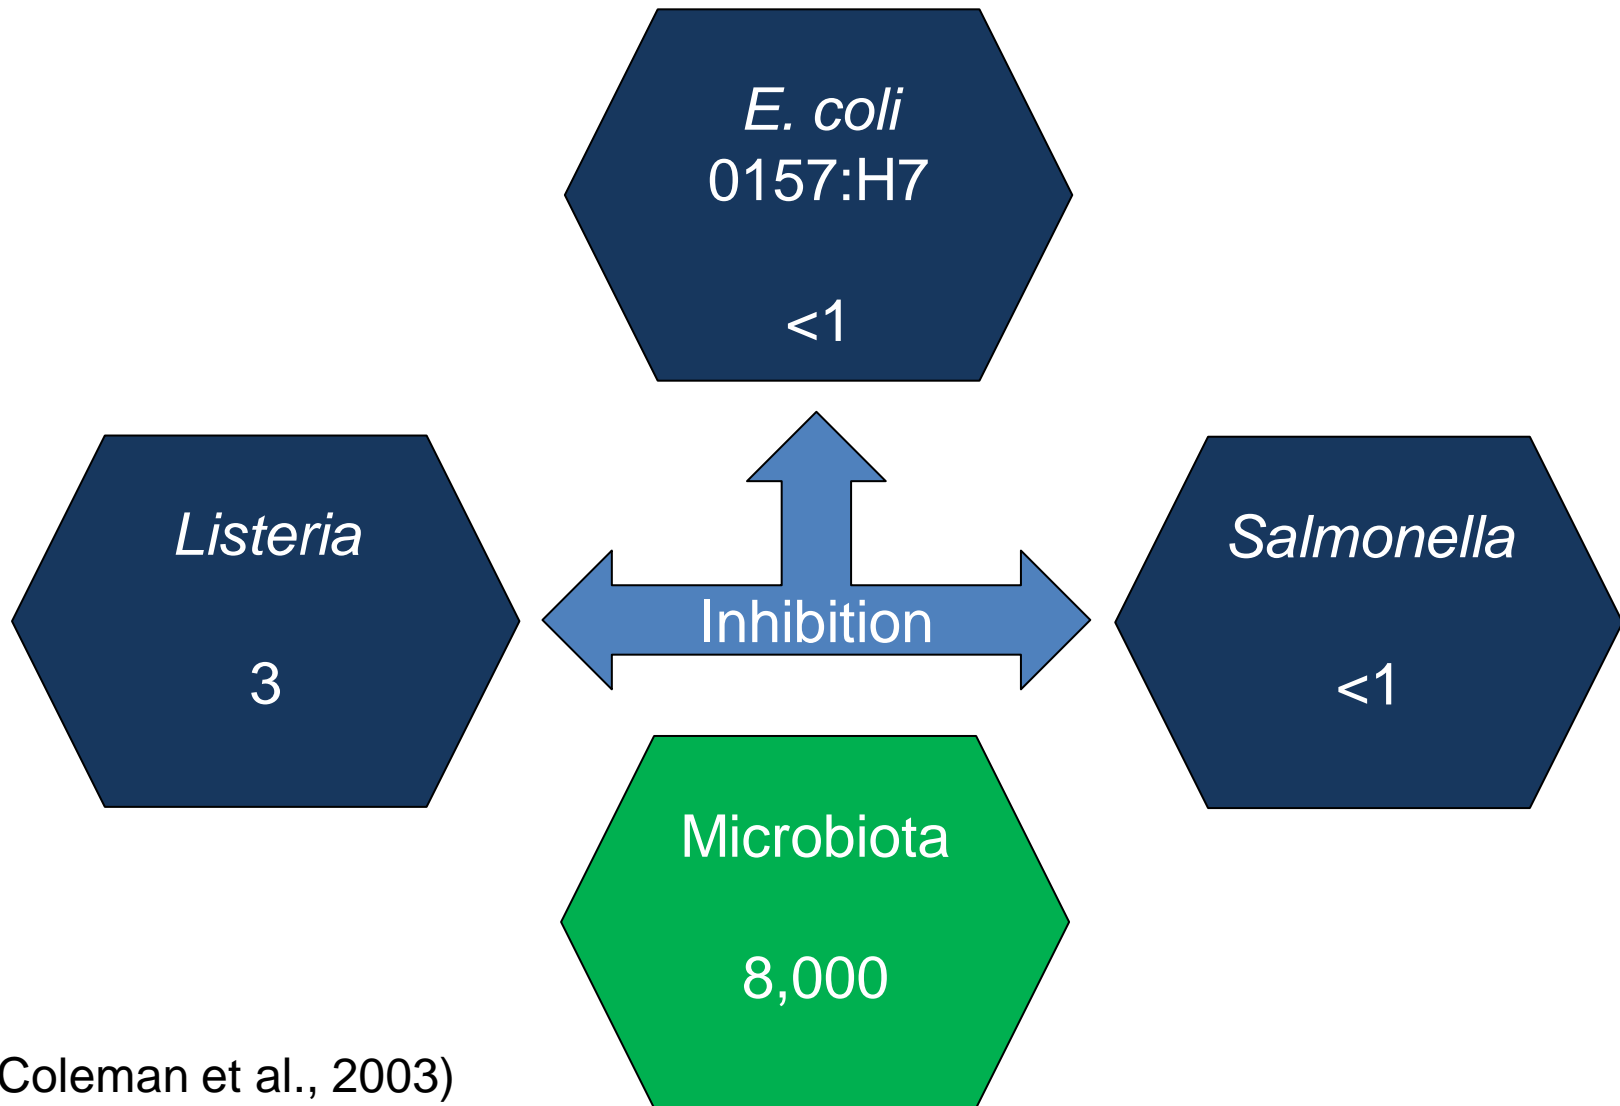 E. coli
0157:H7
<1
Listeria
3
Inhibition
Salmonella
<1
Microbiota
8,000
Coleman et al., 2003)